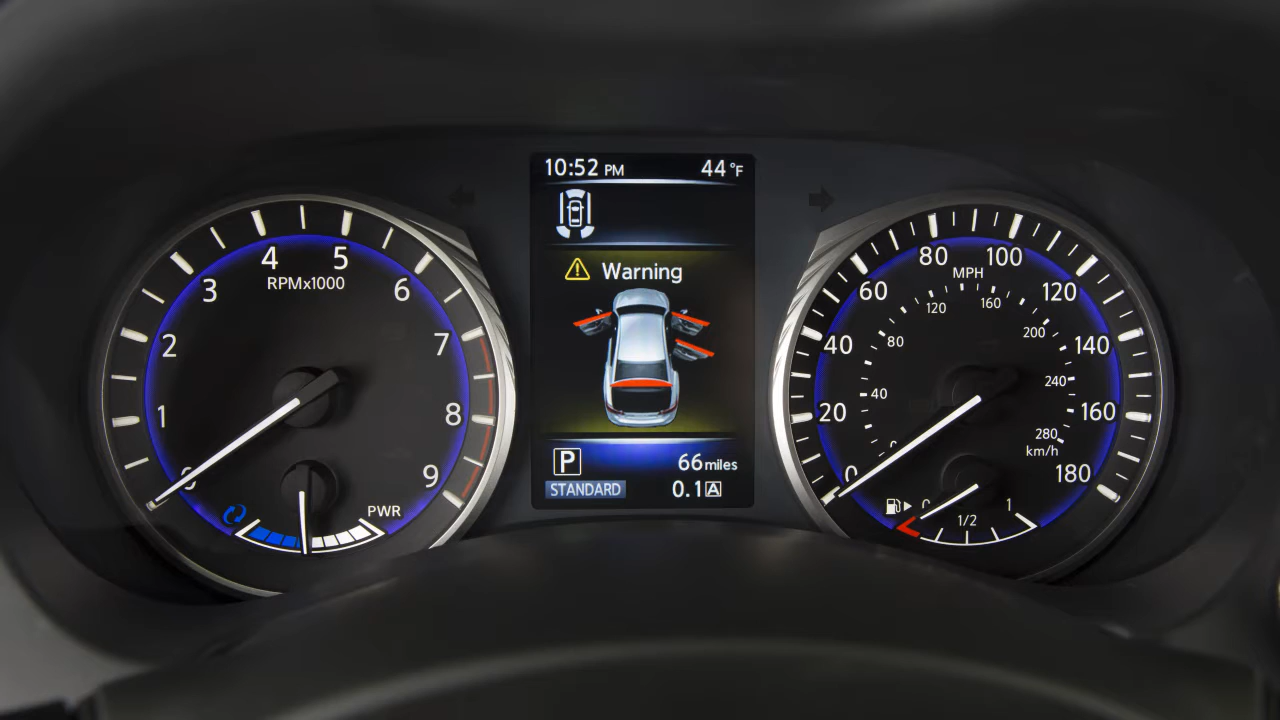 10:52 PM 44°F
Warning
P 66 miles
STANDARD 0.1 A
0 1 2 3 4 5 6 7 8 9
RPMx1000
PWR
0 20 40 60 80 100 120 140 160 180
MPH
0 40 80 120 160 200 240 280
km/h
0 1/2 1